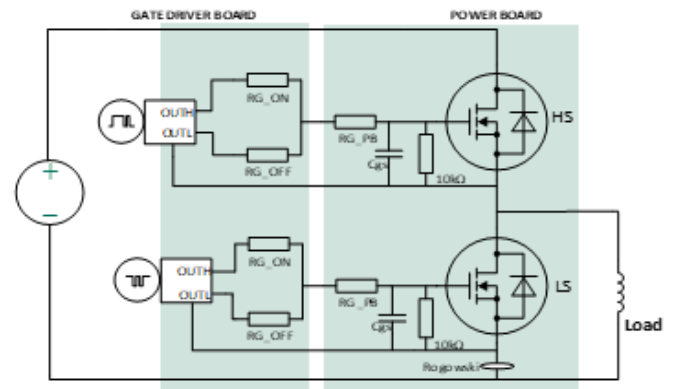 GATE DRIVER BOARD
POWER BOARD
RG_ON
OUTH
OUTL
RG_OFF
RG_PB
Cgs
10kΩ
HS
RG_ON
OUTH
OUTL
RG_OFF
RG_PB
Cgs
10kΩ
LS
Load
Rogowski
+
−